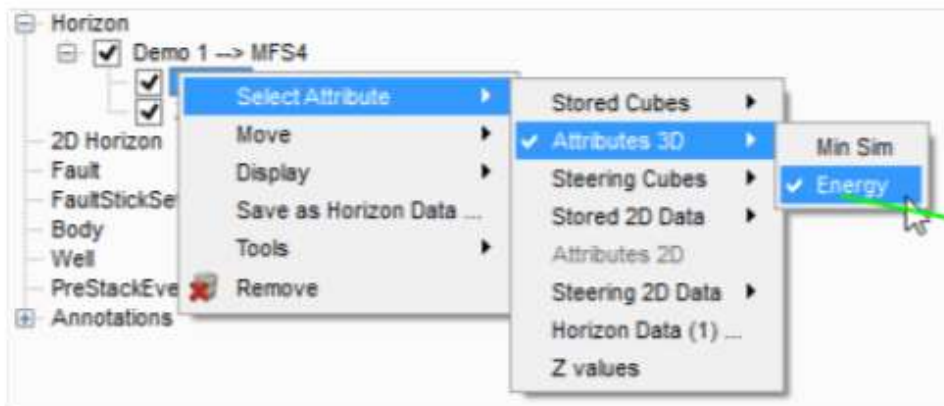 Horizon
Demo 1 --> MFS4
2D Horizon
Fault
FaultStickSe
Body
Well
PreStackEve
Annotations
Select Attribute
Move
Display
Save as Horizon Data ...
Tools
Remove
Stored Cubes
Attributes 3D
Steering Cubes
Stored 2D Data
Attributes 2D
Steering 2D Data
Horizon Data (1) ...
Z values
Min Sim
Energy